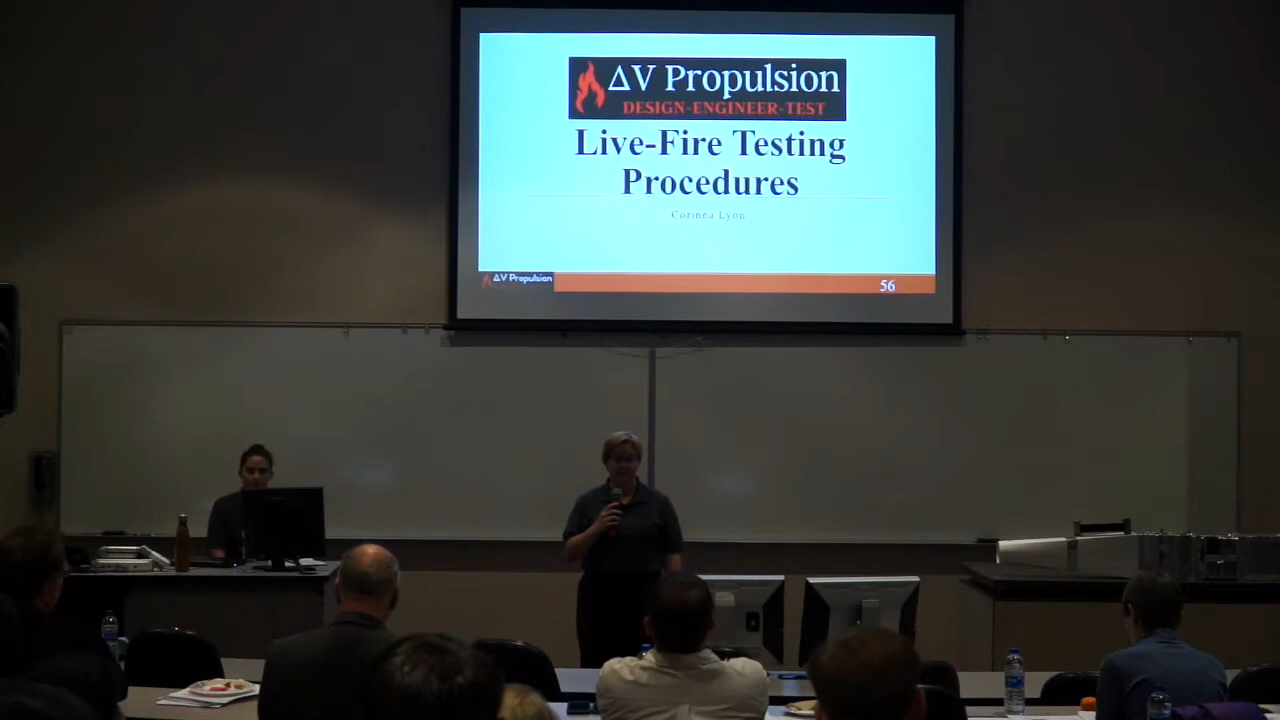 ΔV Propulsion
DESIGN-ENGINEER-TEST
Live-Fire Testing
Procedures
Corinna Lyon
ΔV Propulsion
56